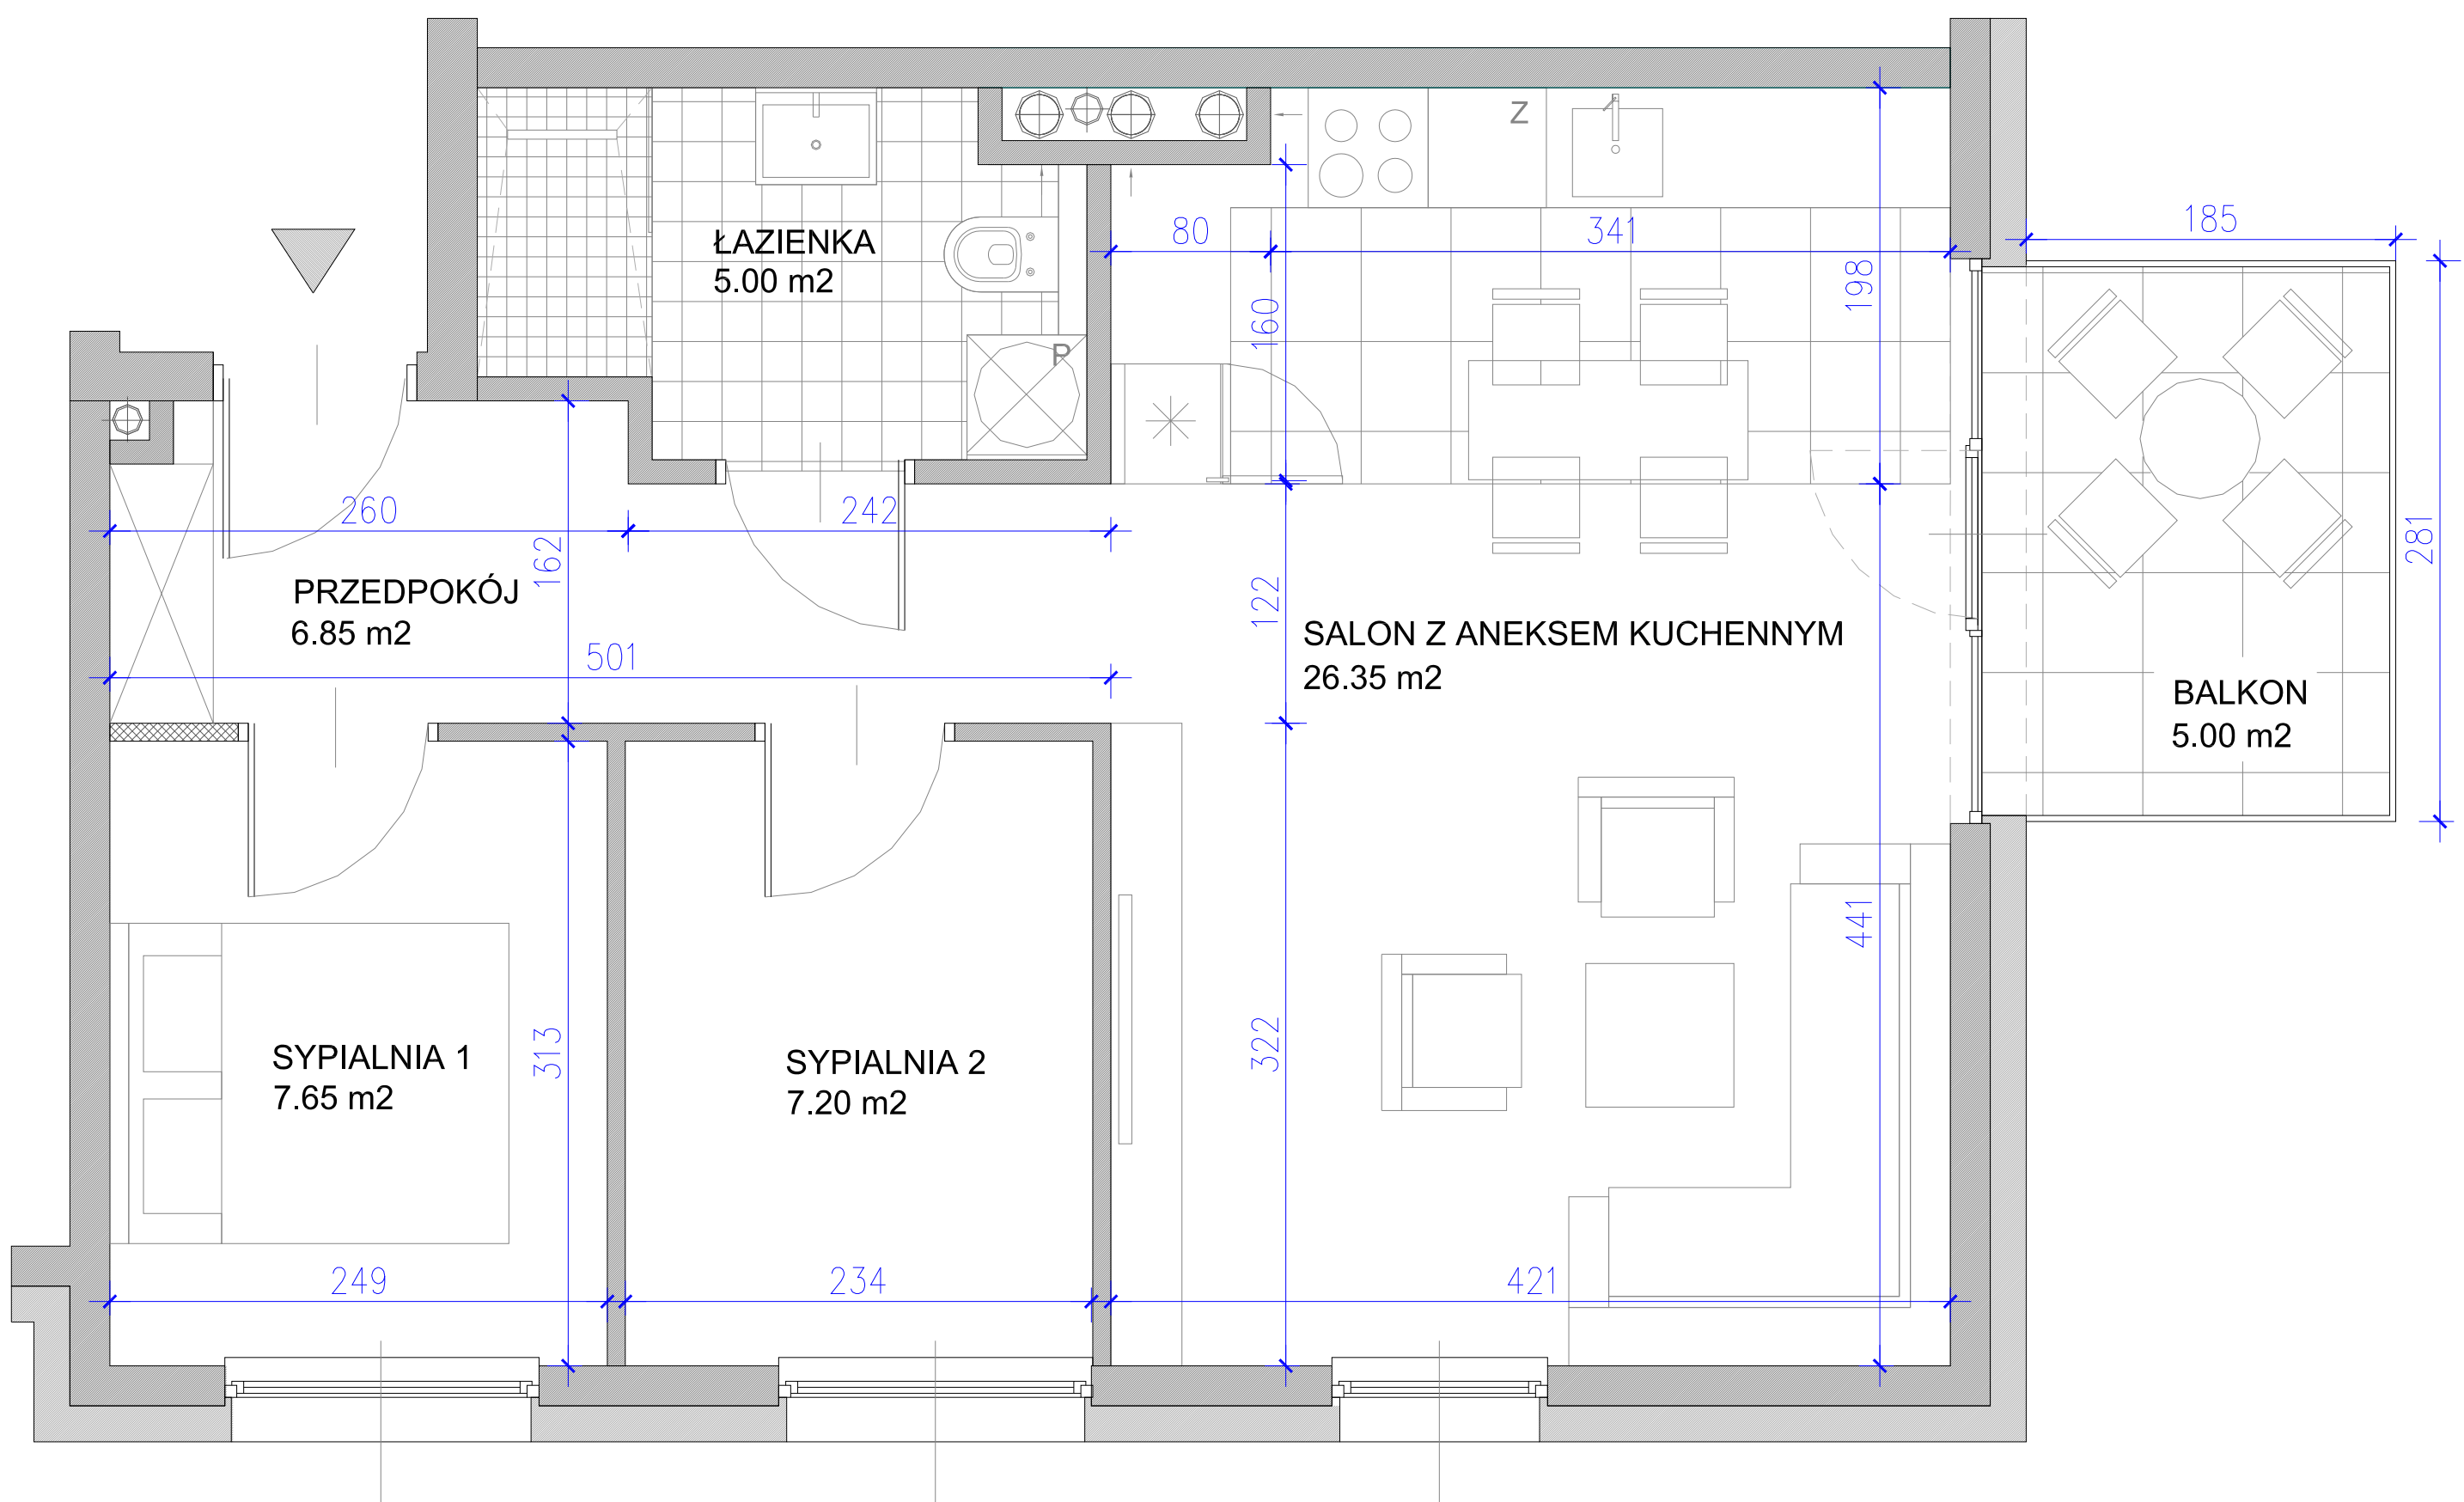 Z
185
ŁAZIENKA
5.00 m2
80
341
198
160
P
260
242
162
281
PRZEDPOKÓJ
6.85 m2
122
501
SALON Z ANEKSEM KUCHENNYM
26.35 m2
BALKON
5.00 m2
441
SYPIALNIA 1
7.65 m2
313
SYPIALNIA 2
7.20 m2
322
249
234
421